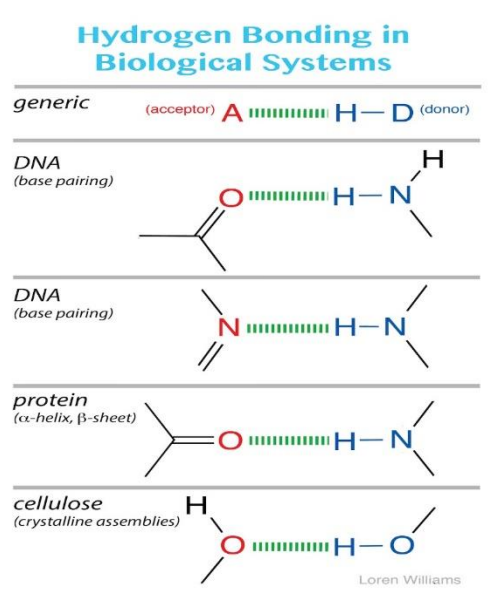 Hydrogen Bonding in
Biological Systems
generic
(acceptor) A H–D (donor)
DNA
(base pairing)
H
O H–N
DNA
(base pairing)
N H–N
protein
(α-helix, β-sheet)
O H–N
cellulose
(crystalline assemblies)
H
O H–O
Loren Williams